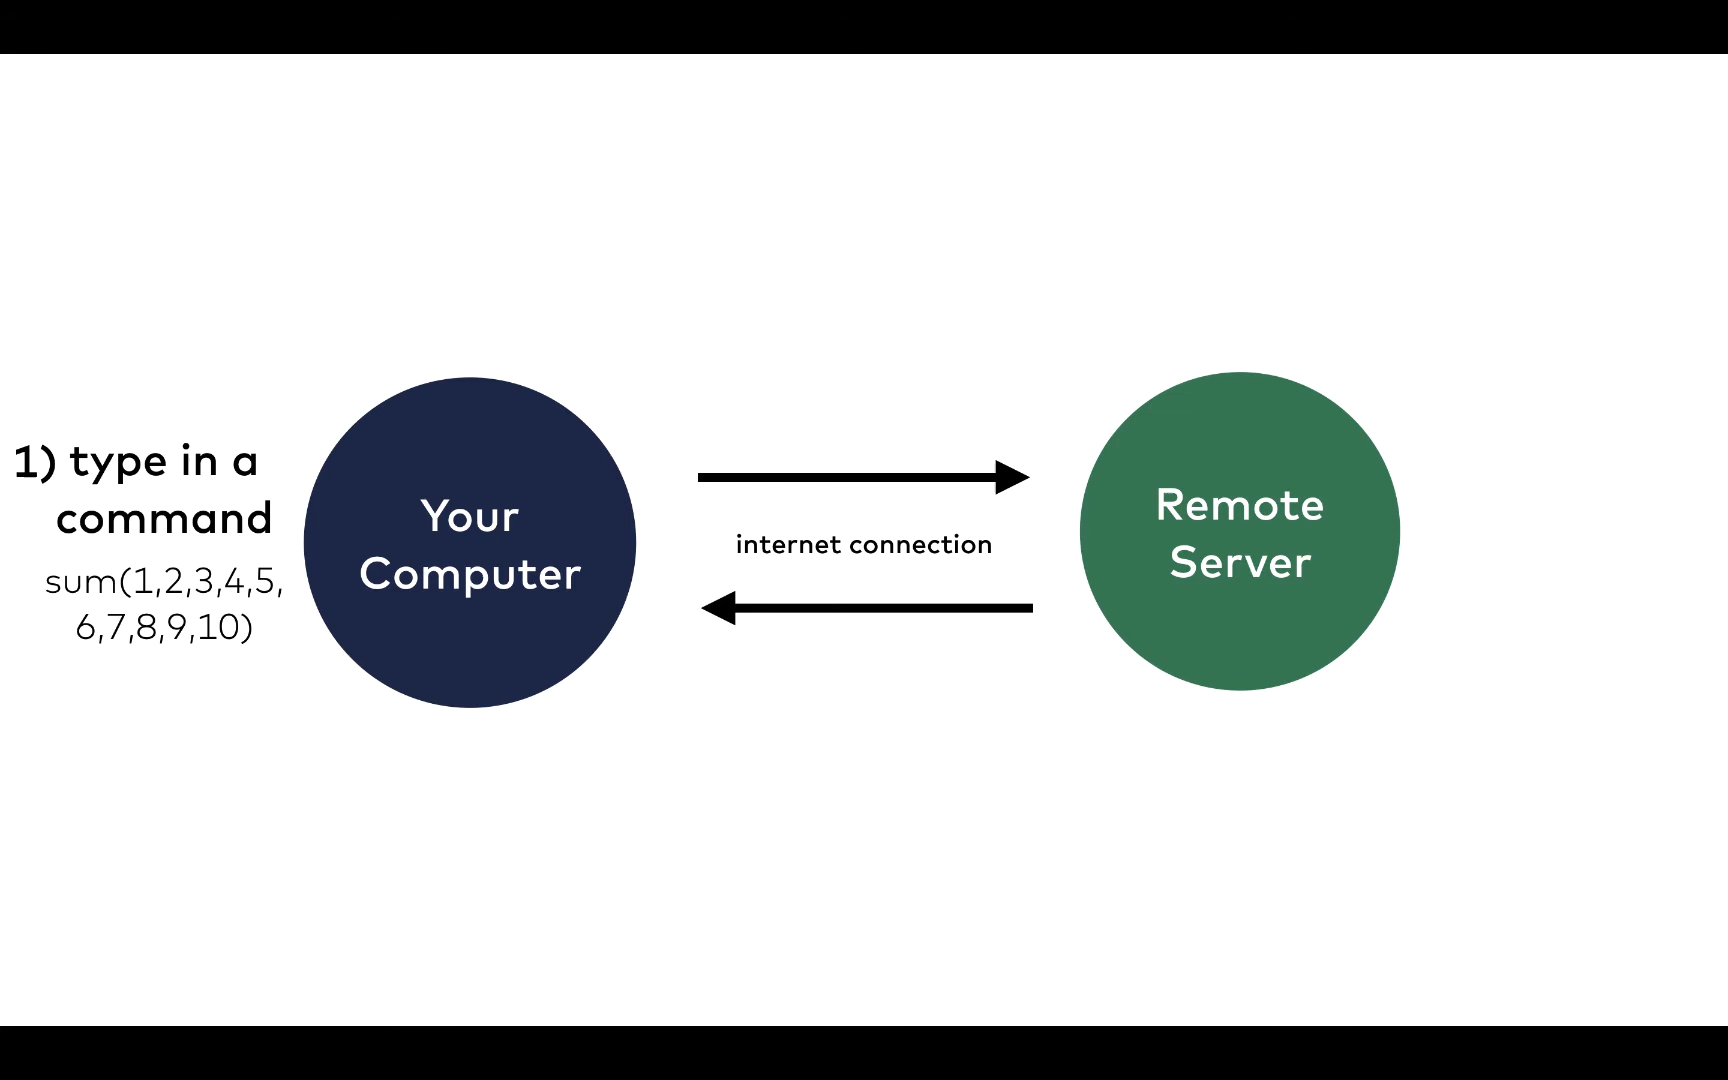 1) type in a
command
sum(1,2,3,4,5,
6,7,8,9,10)
Your
Computer
internet connection
Remote
Server